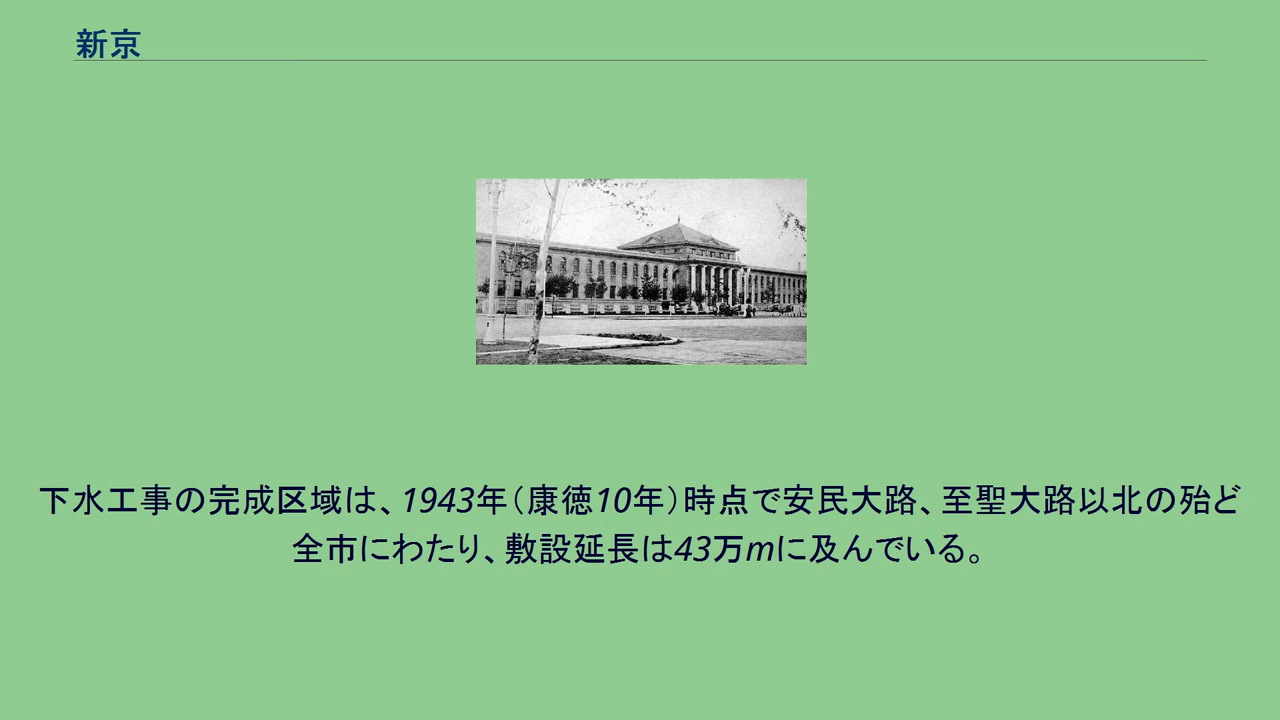 新京
下水工事の完成区域は、1943年（康徳10年）時点で安民大路、至聖大路以北の殆ど
全市にわたり、敷設延長は43万mに及んでいる。